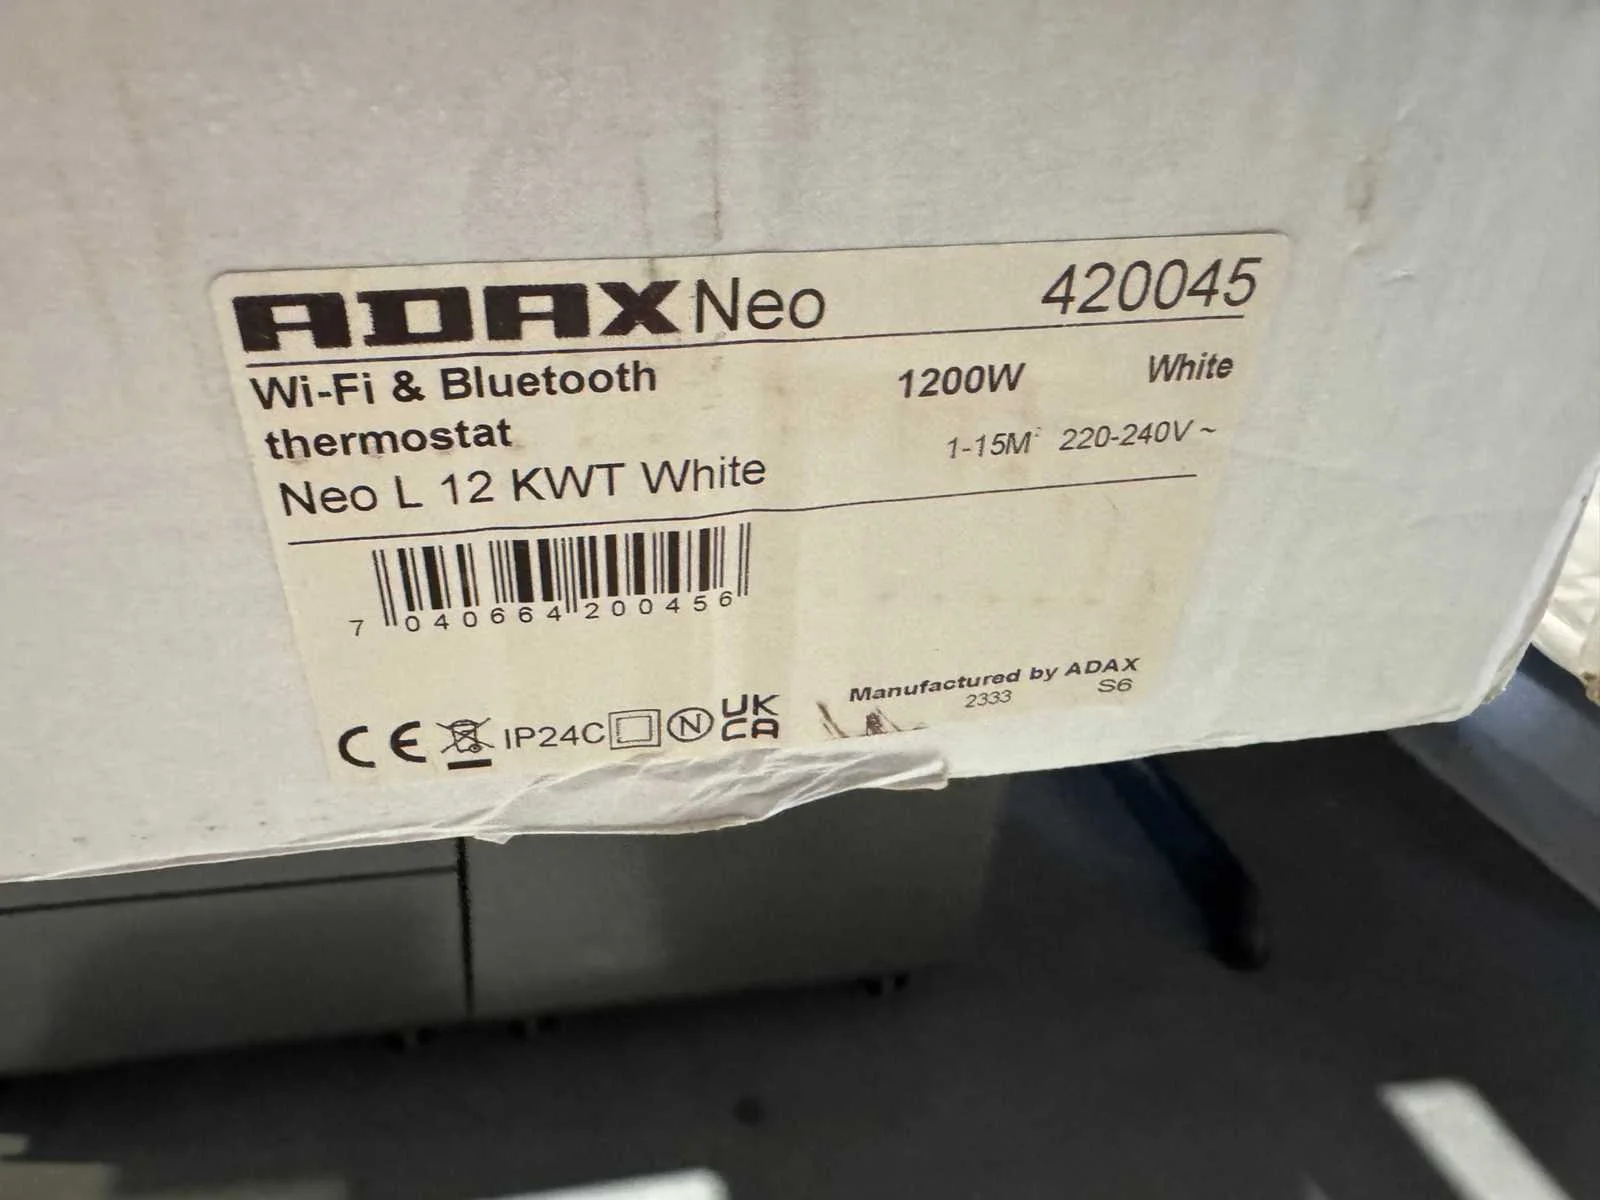 ADAX Neo 420045
Wi-Fi & Bluetooth 1200W White
thermostat 1-15M² 220-240V ~
Neo L 12 KWT White
7 040664 200456
Manufactured by ADAX
2333 S6
CE IP24C N UK
CA